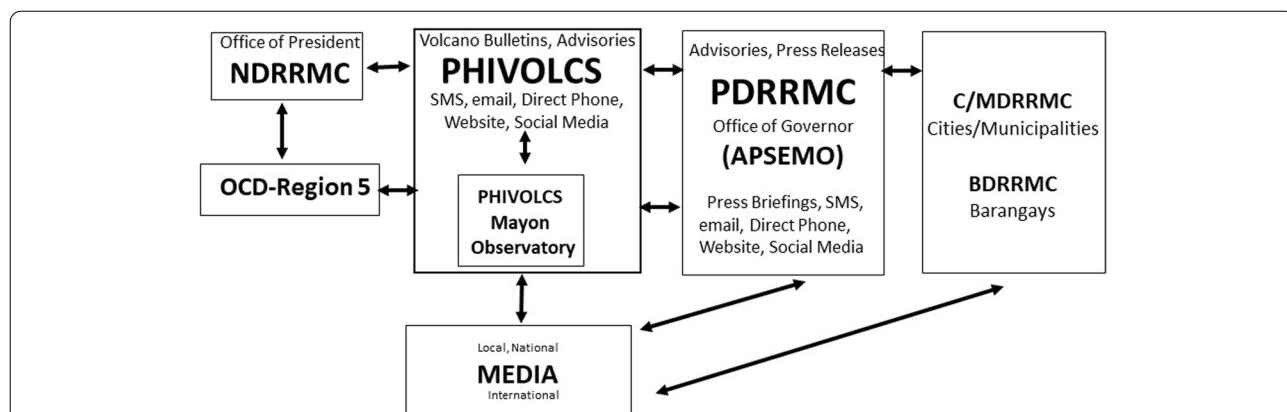 Office of President
NDRRMC
OCD-Region 5
Volcano Bulletins, Advisories
PHIVOLCS
SMS, email, Direct Phone,
Website, Social Media
PHIVOLCS
Mayon
Observatory
Advisories, Press Releases
PDRRMC
Office of Governor
(APSEMO)
Press Briefings, SMS,
email, Direct Phone,
Website, Social Media
C/MDRRMC
Cities/Municipalities
BDRRMC
Barangays
Local, National
MEDIA
International